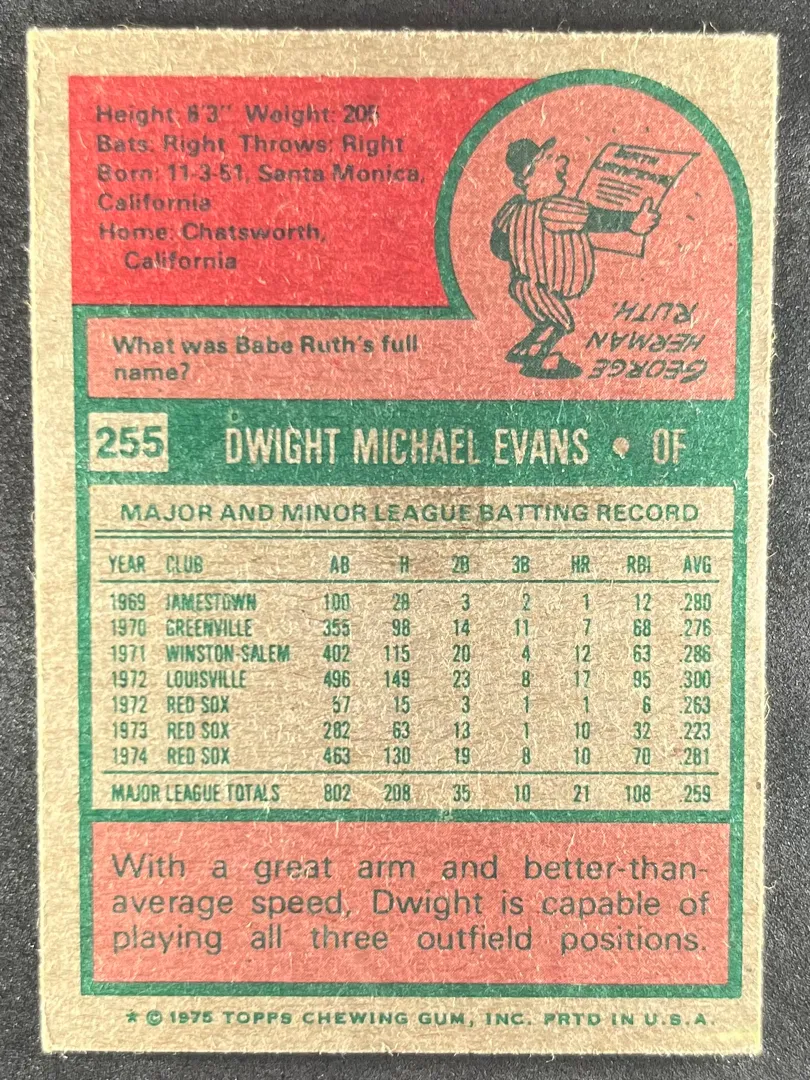 Height: 6'3" Weight: 205
Bats: Right Throws: Right
Born: 11-3-51, Santa Monica,
California
Home: Chatsworth,
California
What was Babe Ruth's full
name?
GEORGE
HERMAN
RUTH.
255 DWIGHT MICHAEL EVANS • OF
MAJOR AND MINOR LEAGUE BATTING RECORD
YEAR CLUB AB H 2B 3B HR RBI AVG
1969 JAMESTOWN 100 28 3 2 1 12 .280
1970 GREENVILLE 355 98 14 11 7 68 .276
1971 WINSTON-SALEM 402 115 20 4 12 63 .286
1972 LOUISVILLE 496 149 23 8 17 95 .300
1972 RED SOX 57 15 3 1 1 6 .263
1973 RED SOX 282 63 13 1 10 32 .223
1974 RED SOX 463 130 19 8 10 70 .281
MAJOR LEAGUE TOTALS 802 208 35 10 21 108 .259
With a great arm and better-than-
average speed, Dwight is capable of
playing all three outfield positions.
* © 1975 TOPPS CHEWING GUM, INC. PRTD IN U.S.A.